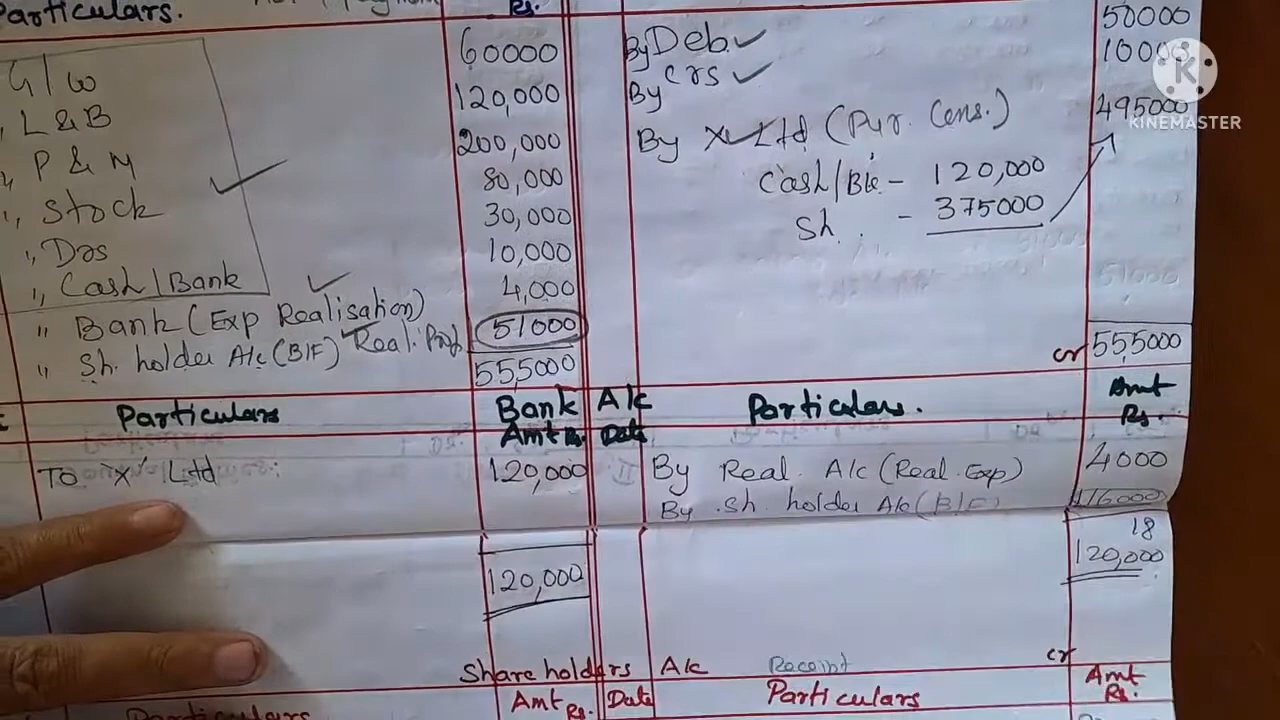 Particulars.
Rs.
G/W 60000
" L & B 120,000
" P & M 200,000
" Stock 80,000
" Drs 30,000
" Cash/Bank 10,000
" Bank (Exp Realisation) 4,000
" Sh. holder A/c (B/F) Real. Prof 51000
555000
50000
By Deb. 10000
By Crs
By X Ltd (Pur. Cons.) 495000
Cash/Bk - 120,000
Sh. - 375000
cr 555000
KINEMASTER
Particulars Bank A/c Particulars. Amt
Amt Rs. Date Rs.
To "X" Ltd 120,000 By Real. A/c (Real. Exp) 4000
By Sh. holder A/c (B/F) 116000
18
120,000 120,000
Share holders A/c cr
Amt Rs. Date Particulars Amt
Rs.
Particulars